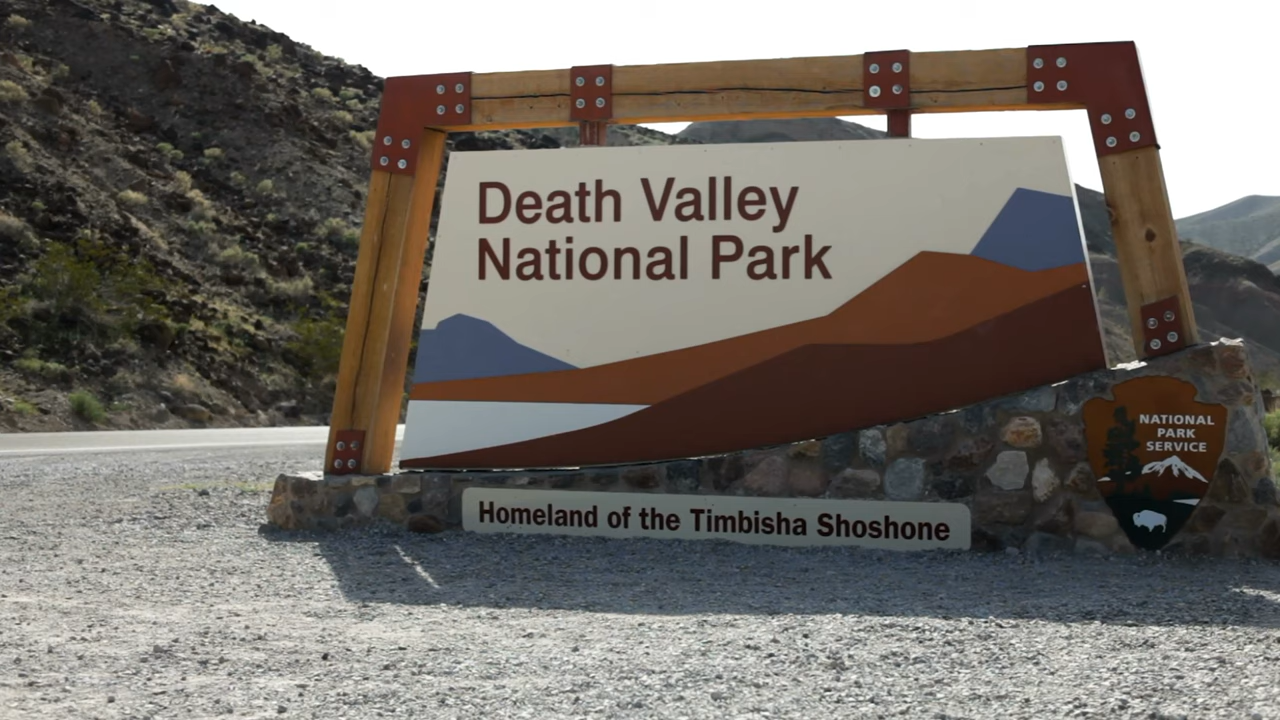 Death Valley
National Park
Homeland of the Timbisha Shoshone
NATIONAL
PARK
SERVICE